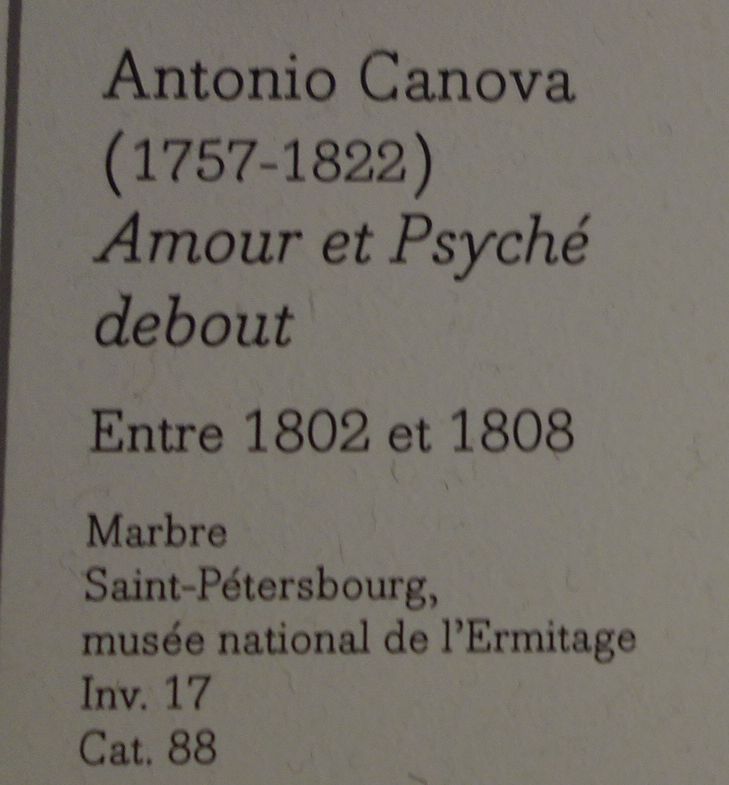 Antonio Canova
(1757-1822)
Amour et Psyché
debout
Entre 1802 et 1808
Marbre
Saint-Pétersbourg,
musée national de l'Ermitage
Inv. 17
Cat. 88